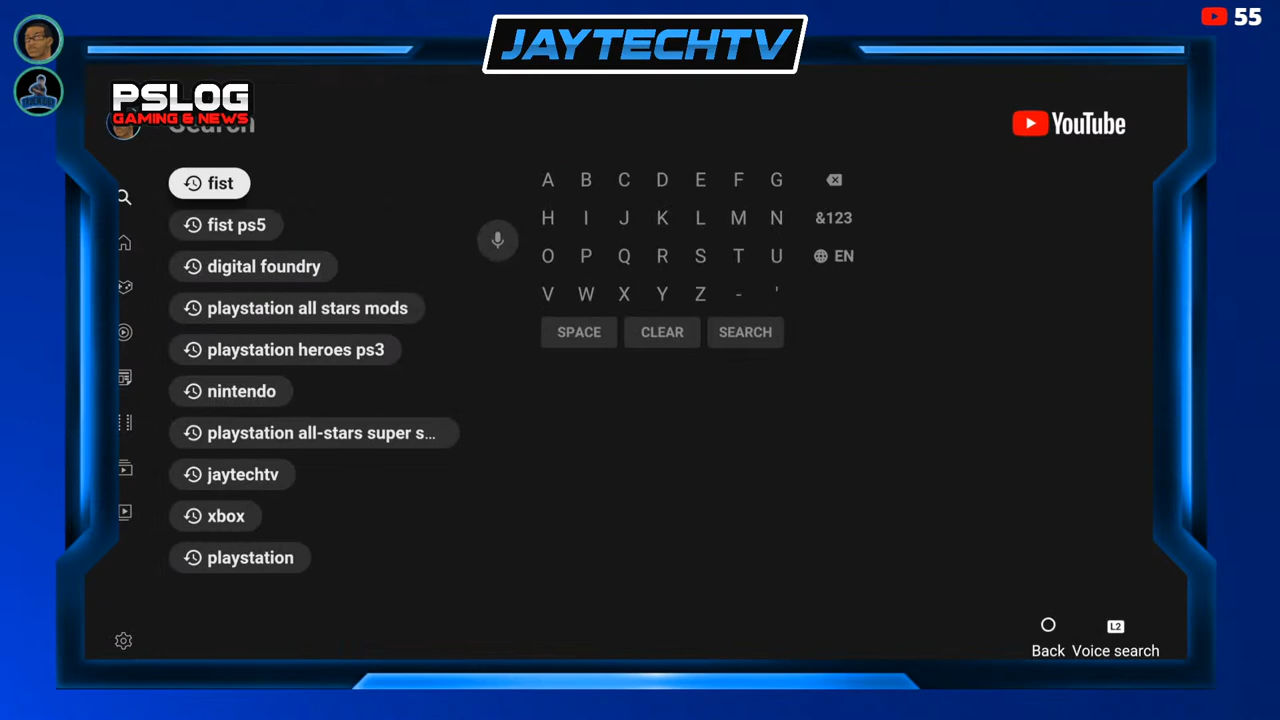 JAYTECHTV
55
PSLOG
GAMING & NEWS
Search
YouTube
fist
fist ps5
digital foundry
playstation all stars mods
playstation heroes ps3
nintendo
playstation all-stars super s...
jaytechtv
xbox
playstation
A B C D E F G
H I J K L M N &123
O P Q R S T U EN
V W X Y Z - '
SPACE CLEAR SEARCH
L2
Back Voice search